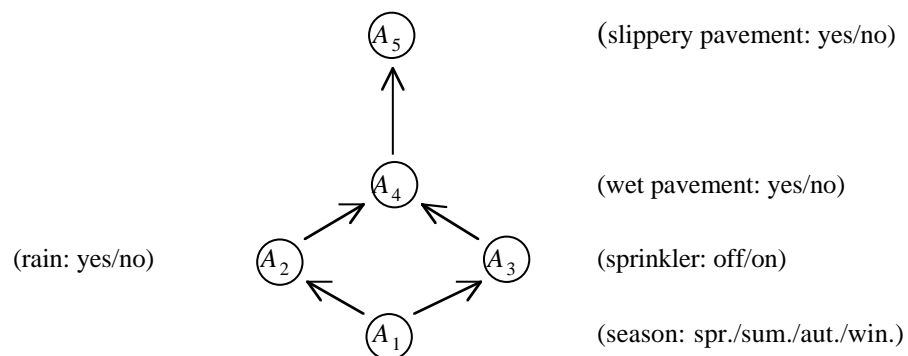 A5 (slippery pavement: yes/no)
A4 (wet pavement: yes/no)
(rain: yes/no) A2 A3 (sprinkler: off/on)
A1 (season: spr./sum./aut./win.)